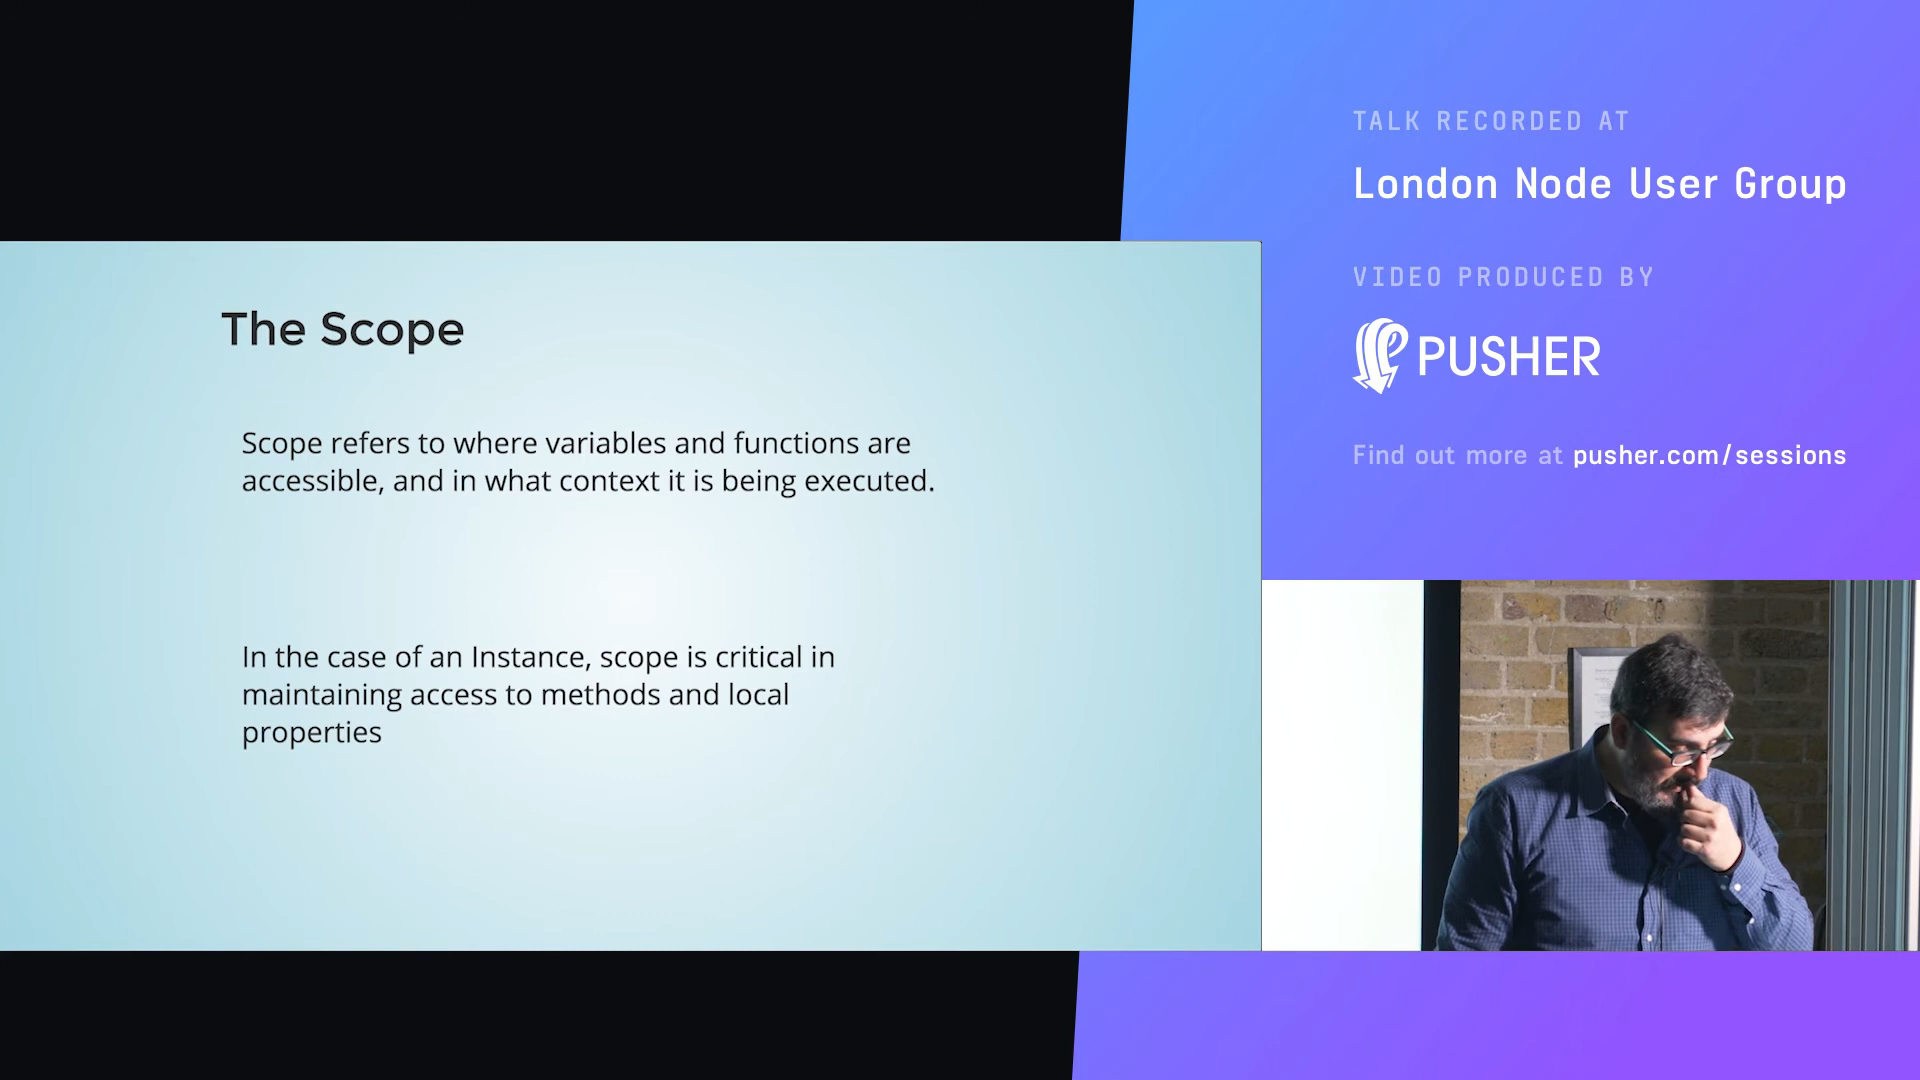 The Scope
Scope refers to where variables and functions are
accessible, and in what context it is being executed.
In the case of an Instance, scope is critical in
maintaining access to methods and local
properties
TALK RECORDED AT
London Node User Group
VIDEO PRODUCED BY
PUSHER
Find out more at pusher.com/sessions